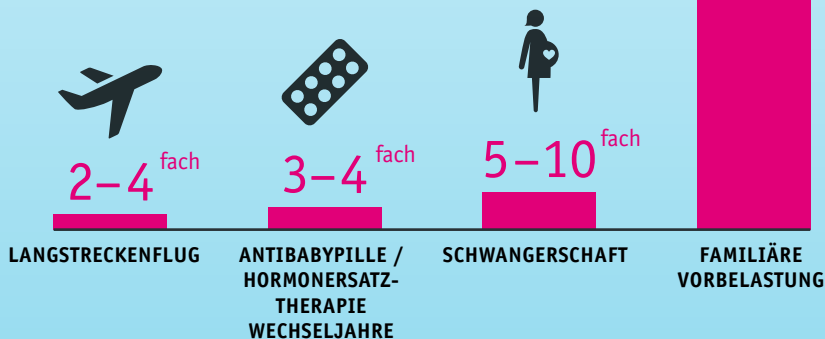 2–4 fach
3–4 fach
5–10 fach
LANGSTRECKENFLUG
ANTIBABYPILLE /
HORMONERSATZ-
THERAPIE
WECHSELJAHRE
SCHWANGERSCHAFT
FAMILIÄRE
VORBELASTUNG